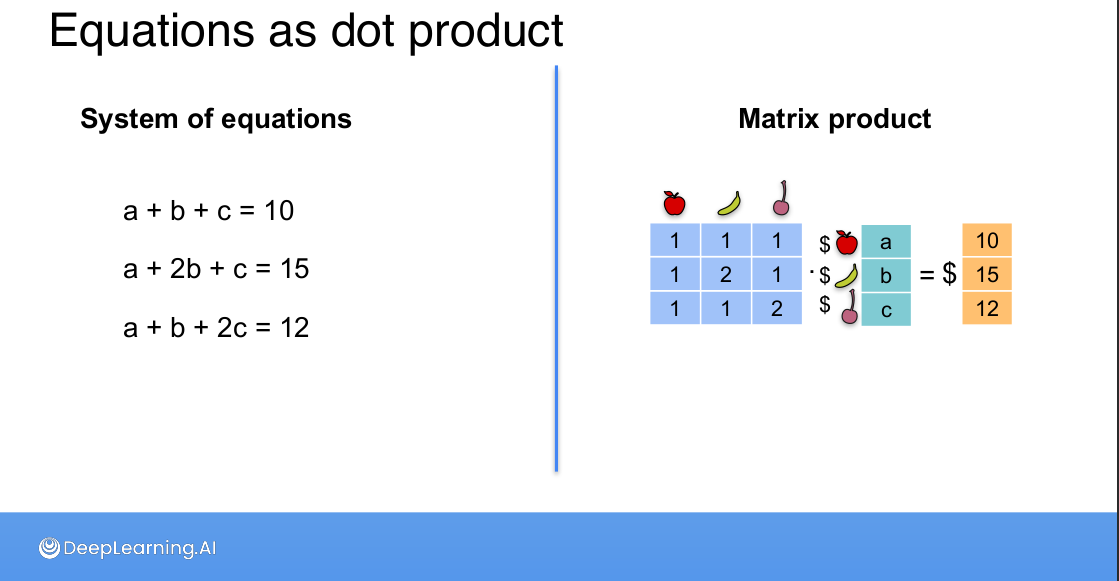 Equations as dot product
System of equations
a + b + c = 10
a + 2b + c = 15
a + b + 2c = 12
Matrix product
1 1 1 $ a 10
1 2 1 · $ b = $ 15
1 1 2 $ c 12
DeepLearning.AI